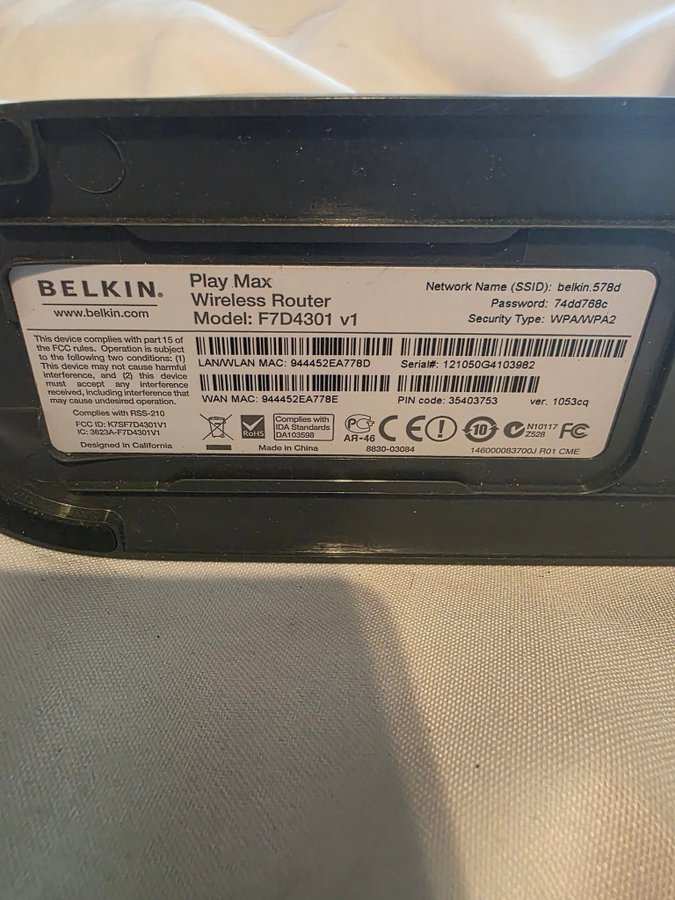 BELKIN.
www.belkin.com
Play Max
Wireless Router
Model: F7D4301 v1
Network Name (SSID): belkin.578d
Password: 74dd768c
Security Type: WPA/WPA2
This device complies with part 15 of
the FCC rules. Operation is subject
to the following two conditions: (1)
This device may not cause harmful
interference, and (2) this device
must accept any interference
received, including interference that
may cause undesired operation.
Complies with RSS-210
FCC ID: K7SF7D4301V1
IC: 3623A-F7D4301V1
Designed in California
LAN/WLAN MAC: 944452EA778D
Serial#: 121050G4103982
WAN MAC: 944452EA778E
PIN code: 35403753
ver. 1053cq
RoHS
Complies with
IDA Standards
DA103598
Made in China
АЯ-46
CE
8830-03084
10
N10117
Z528
FC
146000083700J R01 CME